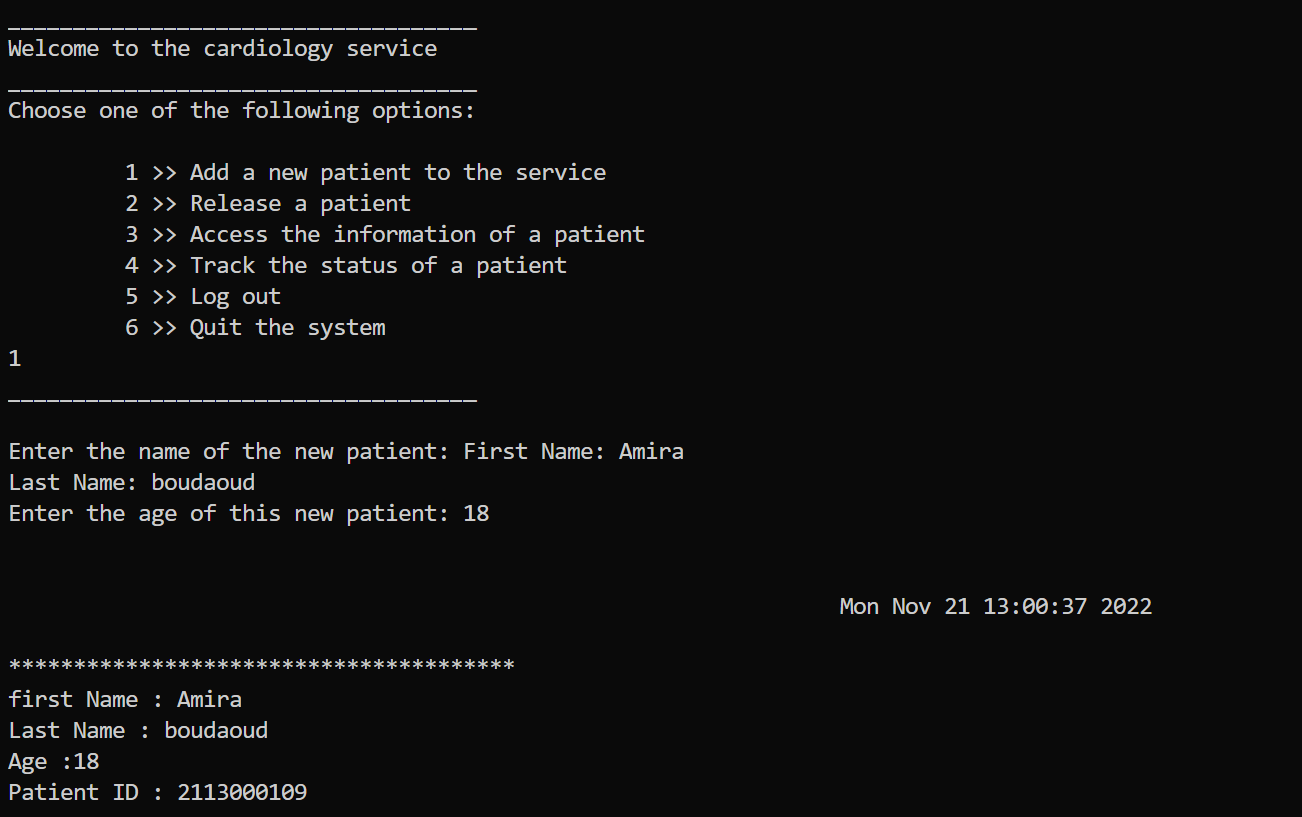 ____________________________________
Welcome to the cardiology service
____________________________________
Choose one of the following options:
1 >> Add a new patient to the service
2 >> Release a patient
3 >> Access the information of a patient
4 >> Track the status of a patient
5 >> Log out
6 >> Quit the system
1
____________________________________
Enter the name of the new patient: First Name: Amira
Last Name: boudaoud
Enter the age of this new patient: 18
Mon Nov 21 13:00:37 2022
***************************************
first Name : Amira
Last Name : boudaoud
Age :18
Patient ID : 2113000109